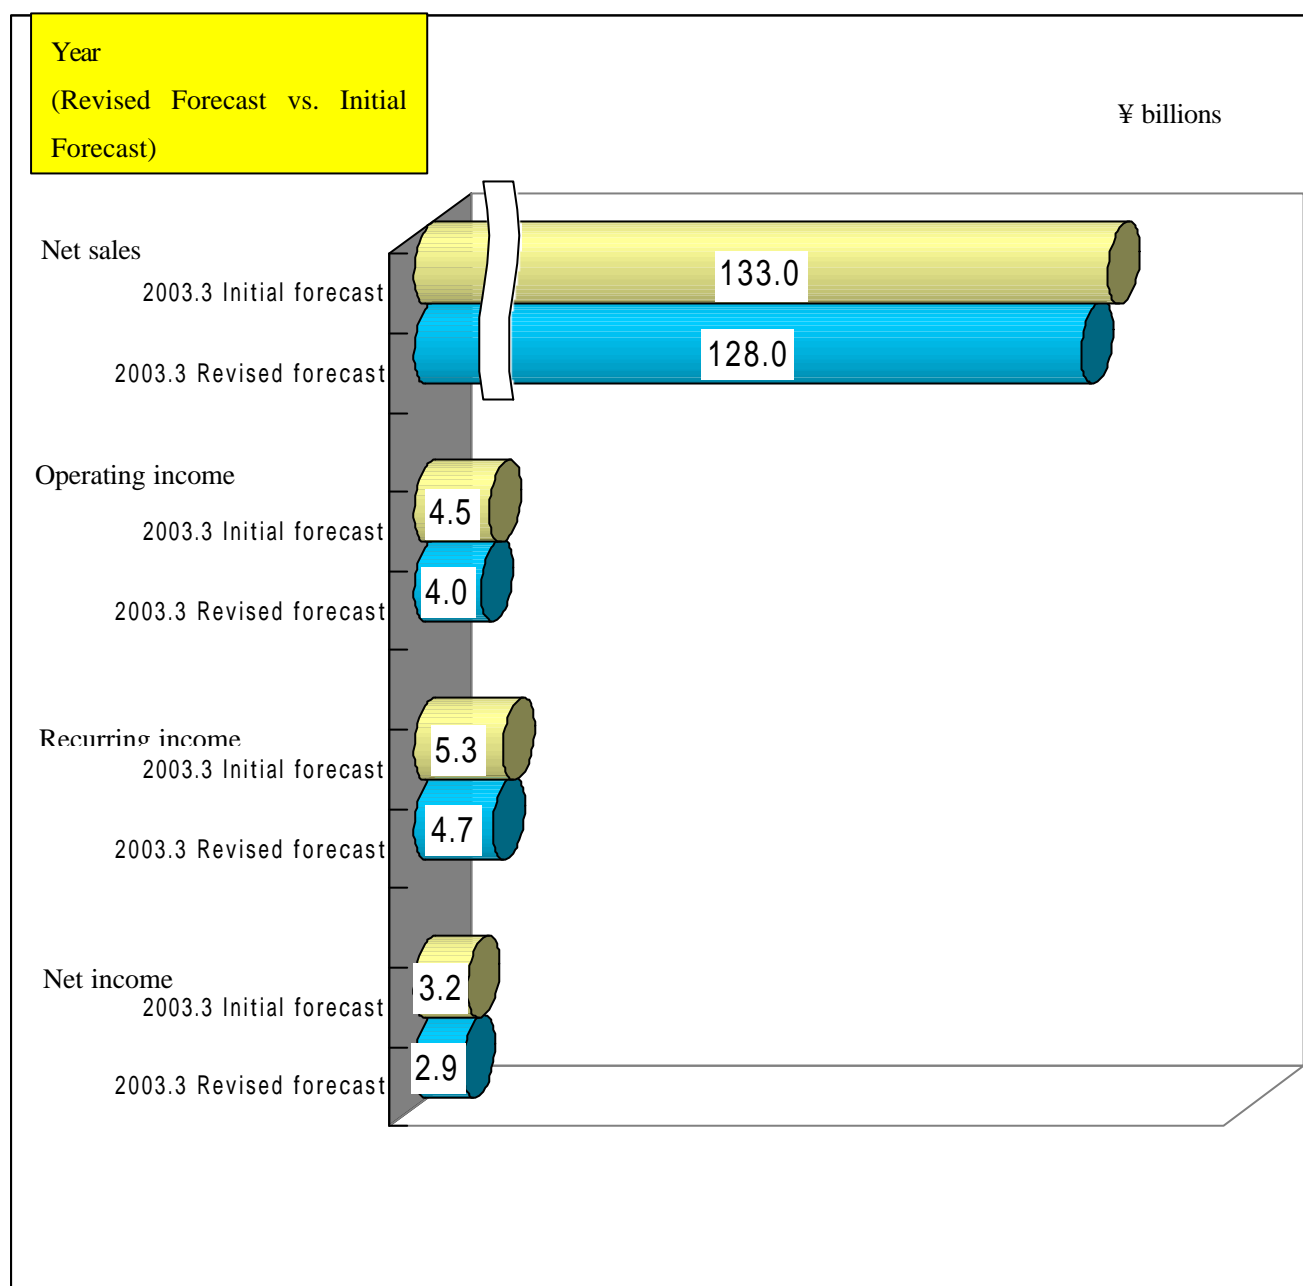 Year
(Revised Forecast vs. Initial
Forecast)
¥ billions
Net sales
2003.3 Initial forecast
133.0
2003.3 Revised forecast
128.0
Operating income
2003.3 Initial forecast
4.5
2003.3 Revised forecast
4.0
Recurring income
2003.3 Initial forecast
5.3
2003.3 Revised forecast
4.7
Net income
2003.3 Initial forecast
3.2
2003.3 Revised forecast
2.9